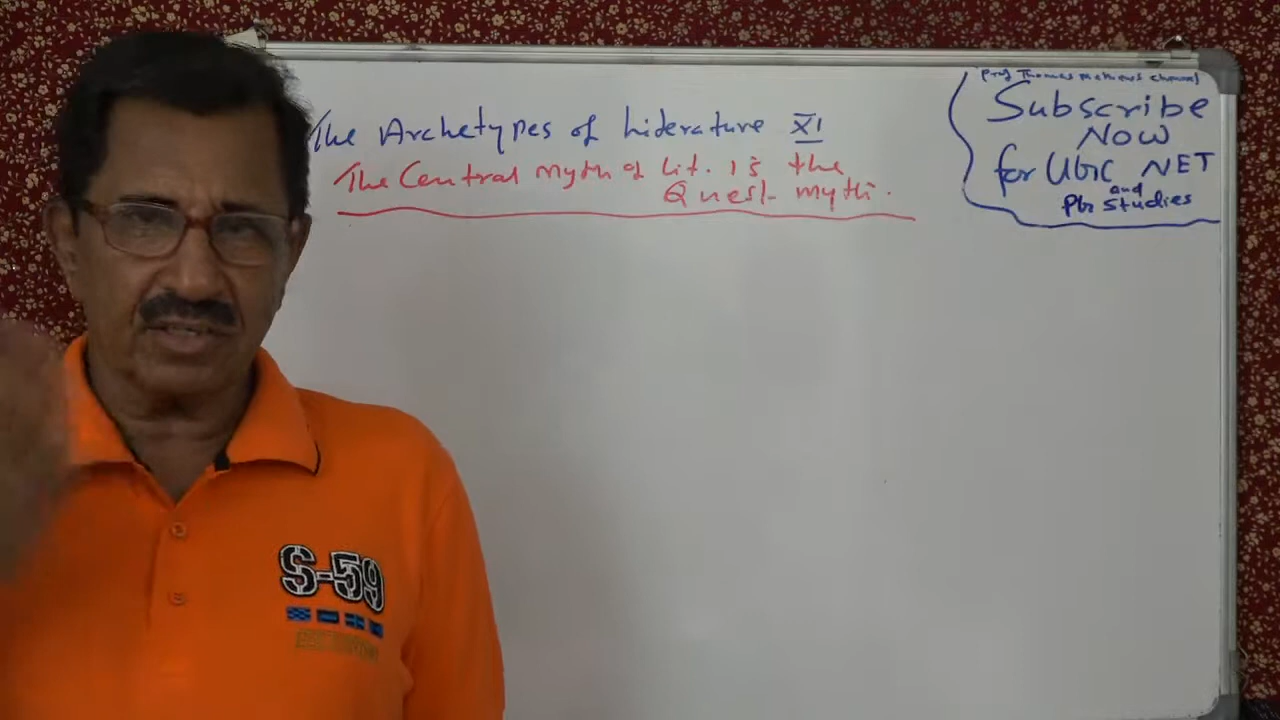 The Archetypes of Literature XI
The Central myth of Lit. is the
Quest- myth.
Prof Thomas Mathews channel
Subscribe
NOW
for UGC NET
and
PG Studies
S-59